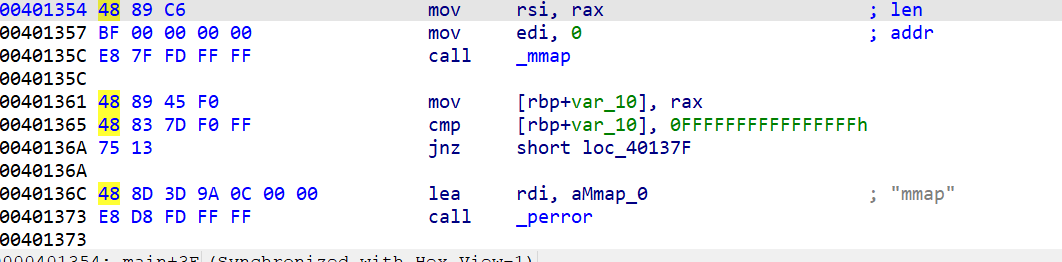 00401354 48 89 C6 mov rsi, rax ; len
00401357 BF 00 00 00 00 mov edi, 0 ; addr
0040135C E8 7F FD FF FF call _mmap
0040135C
00401361 48 89 45 F0 mov [rbp+var_10], rax
00401365 48 83 7D F0 FF cmp [rbp+var_10], 0FFFFFFFFFFFFFFFFh
0040136A 75 13 jnz short loc_40137F
0040136A
0040136C 48 8D 3D 9A 0C 00 00 lea rdi, aMmap_0 ; "mmap"
00401373 E8 D8 FD FF FF call _perror
00401373
0000401354: main+3E (Synchronized with Hex View-1)